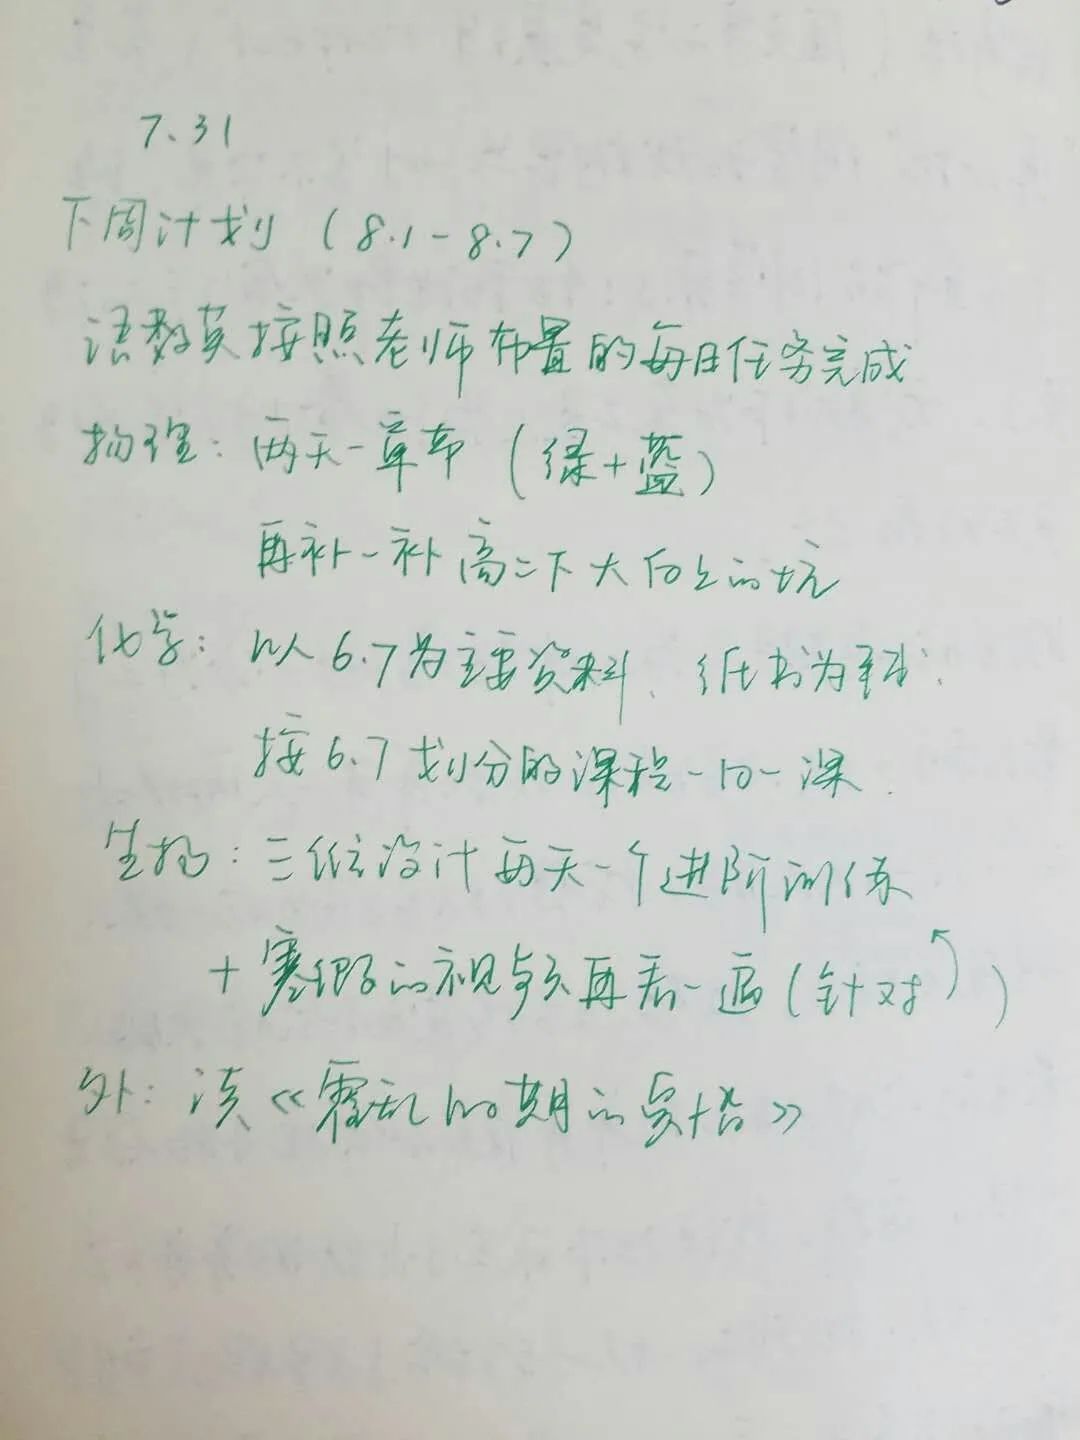 7.31
下周计划（8.1-8.7）
语数英按照老师布置的每日任务完成
物理：两天一章节（绿+蓝）
再补一补高二下大问上的坑
化学：以6.7为主要资料、纸书为辅
按6.7划分的课程一日一课.
生物：三维设计两天一个进阶训练
+ 的视频再看一遍（针对）
外：读《霍乱时期的爱情》